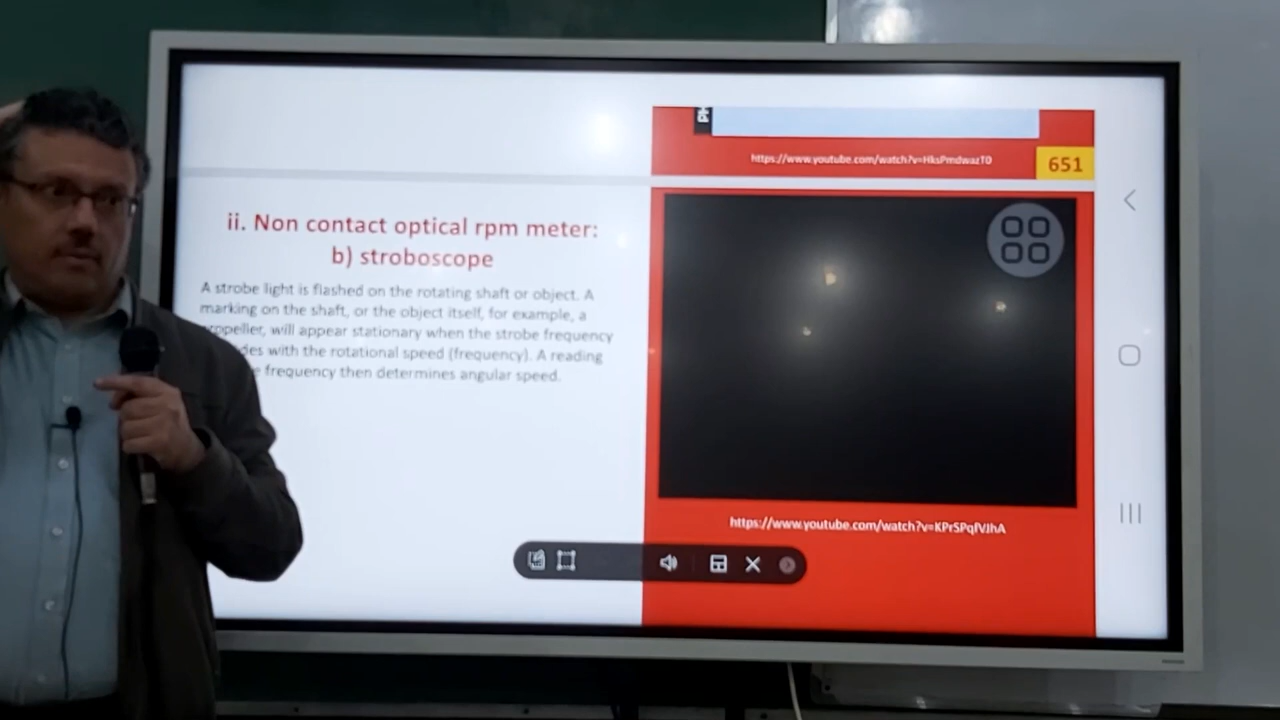 https://www.youtube.com/watch?v=HksPmdwazT0
651
ii. Non contact optical rpm meter:
b) stroboscope
A strobe light is flashed on the rotating shaft or object. A
marking on the shaft, or the object itself, for example, a
propeller, will appear stationary when the strobe frequency
des with the rotational speed (frequency). A reading
e frequency then determines angular speed.
https://www.youtube.com/watch?v=KPrSPqfVJhA